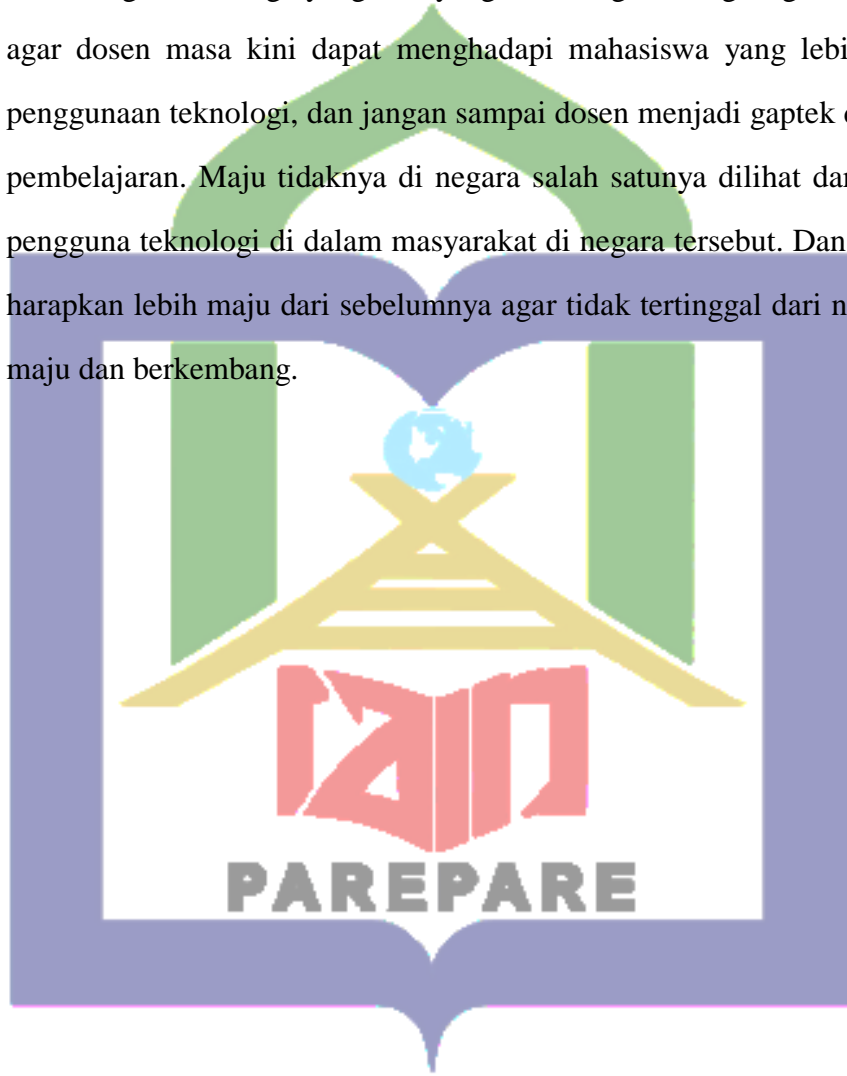 agar dosen masa kini dapat menghadapi mahasiswa yang lebi
penggunaan teknologi, dan jangan sampai dosen menjadi gaptek
pembelajaran. Maju tidaknya di negara salah satunya dilihat dar
pengguna teknologi di dalam masyarakat di negara tersebut. Dan
harapkan lebih maju dari sebelumnya agar tidak tertinggal dari n
maju dan berkembang.
iain
PAREPARE